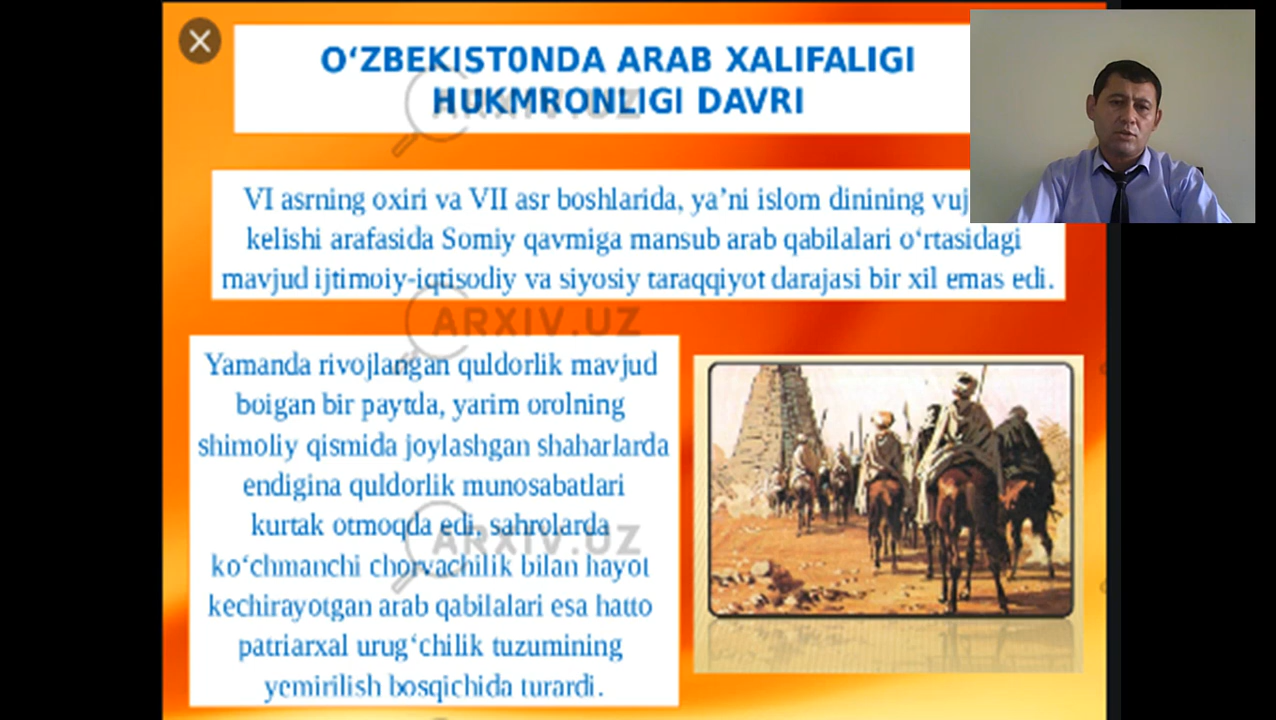 O‘ZBEKIST0NDA ARAB XALIFALIGI
HUKMRONLIGI DAVRI
VI asrning oxiri va VII asr boshlarida, ya’ni islom dinining
kelishi arafasida Somiy qavmiga mansub arab qabilalari o‘rtasidagi
mavjud ijtimoiy-iqtisodiy va siyosiy taraqqiyot darajasi bir xil emas edi.
ARXIV.UZ
Yamanda rivojlangan quldorlik mavjud
boigan bir paytda, yarim orolning
shimoliy qismida joylashgan shaharlarda
endigina quldorlik munosabatlari
kurtak otmoqda edi, sahrolarda
ARXIV.UZ
ko‘chmanchi chorvachilik bilan hayot
kechirayotgan arab qabilalari esa hatto
patriarxal urug‘chilik tuzumining
yemirilish bosqichida turardi.